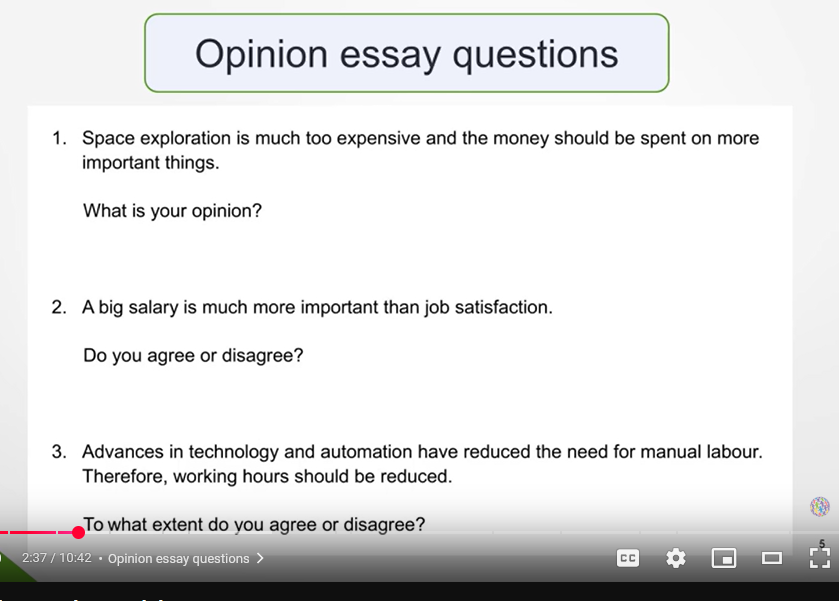 Opinion essay questions
1. Space exploration is much too expensive and the money should be spent on more
important things.
What is your opinion?
2. A big salary is much more important than job satisfaction.
Do you agree or disagree?
3. Advances in technology and automation have reduced the need for manual labour.
Therefore, working hours should be reduced.
To what extent do you agree or disagree?
5
2:37 / 10:42 • Opinion essay questions >
CC